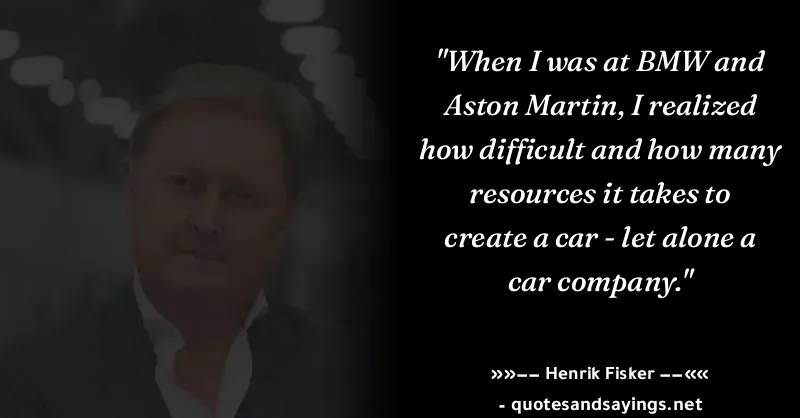 "When I was at BMW and
Aston Martin, I realized
how difficult and how many
resources it takes to
create a car - let alone a
car company."
»»−− Henrik Fisker −−««
- quotesandsayings.net